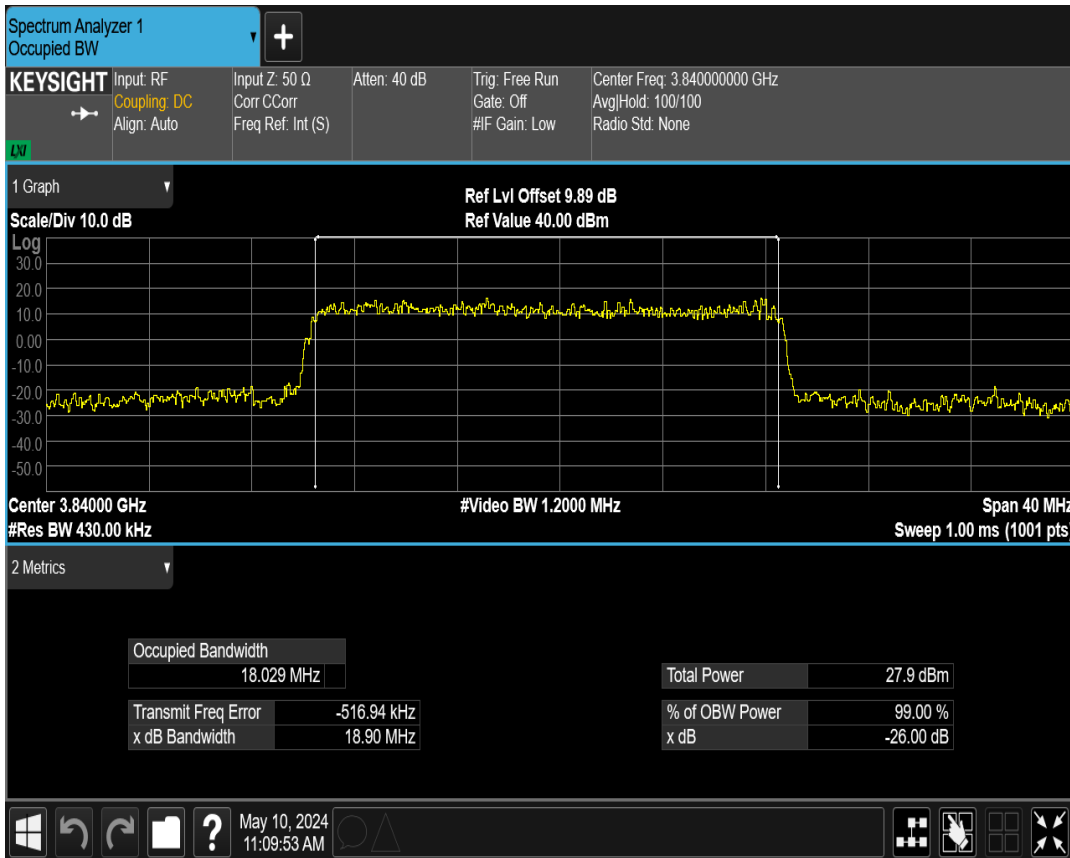 Spectrum Analyzer 1
Occupied BW
KEYSIGHT
Input: RF
Coupling: DC
Align: Auto
Input Z: 50 Ω
Corr CCorr
Freq Ref: Int (S)
Atten: 40 dB
Trig: Free Run
Gate: Off
#IF Gain: Low
Center Freq: 3.840000000 GHz
Avg|Hold: 100/100
Radio Std: None
LXI
1 Graph
Scale/Div 10.0 dB
Ref Lvl Offset 9.89 dB
Ref Value 40.00 dBm
Log
30.0
20.0
10.0
0.00
-10.0
-20.0
-30.0
-40.0
-50.0
Center 3.84000 GHz
#Res BW 430.00 kHz
#Video BW 1.2000 MHz
Span 40 MHz
Sweep 1.00 ms (1001 pts)
2 Metrics
Occupied Bandwidth
18.029 MHz
Transmit Freq Error -516.94 kHz
x dB Bandwidth 18.90 MHz
Total Power 27.9 dBm
% of OBW Power 99.00 %
x dB -26.00 dB
May 10, 2024
11:09:53 AM